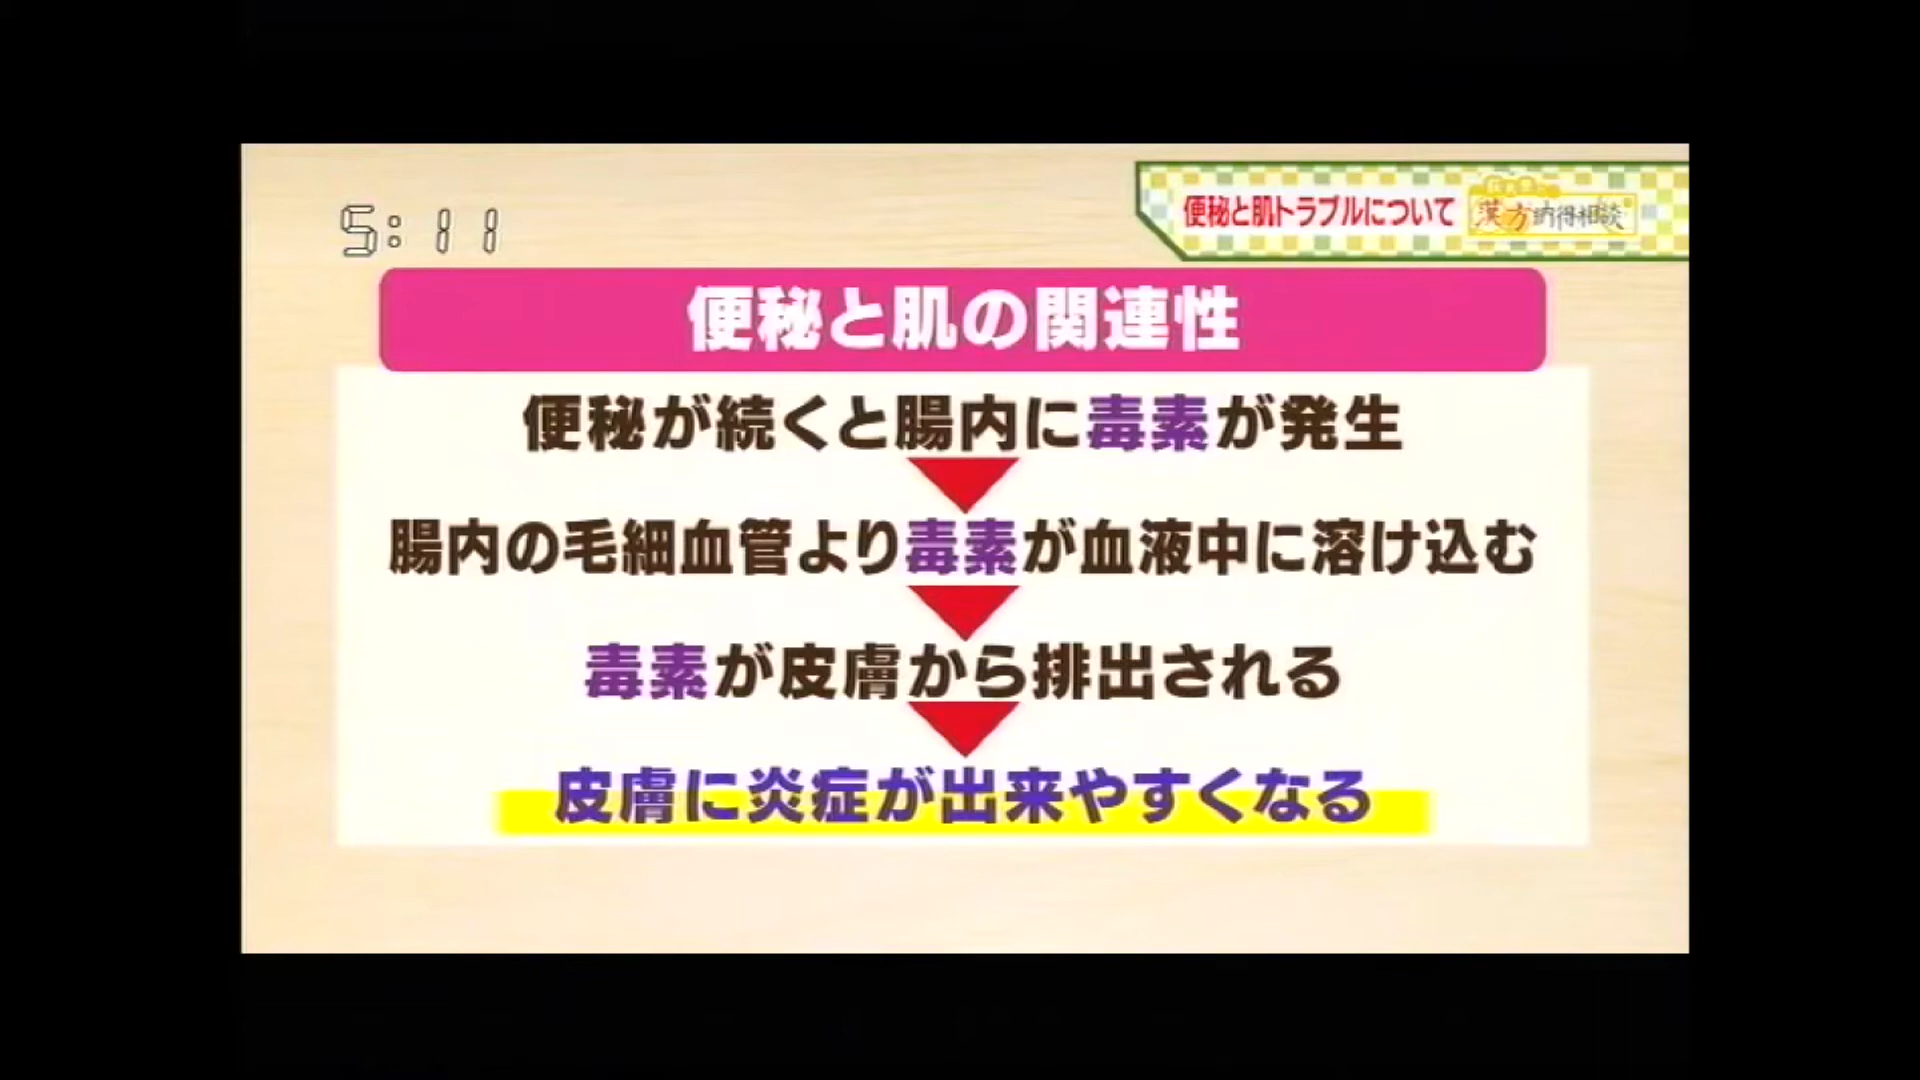 5:11
便秘と肌トラブルについて
漢方納得相談
便秘と肌の関連性
便秘が続くと腸内に毒素が発生
腸内の毛細血管より毒素が血液中に溶け込む
毒素が皮膚から排出される
皮膚に炎症が出来やすくなる